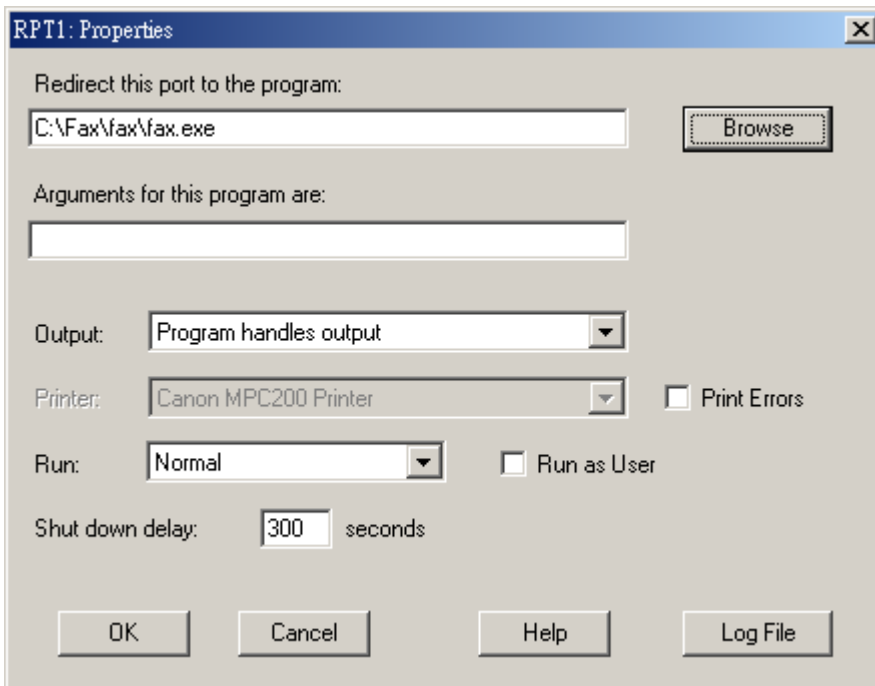 RPT1: Properties
Redirect this port to the program:
C:\Fax\fax\fax.exe
Browse
Arguments for this program are:
Output: Program handles output
Printer: Canon MPC200 Printer Print Errors
Run: Normal Run as User
Shut down delay: 300 seconds
OK Cancel Help Log File